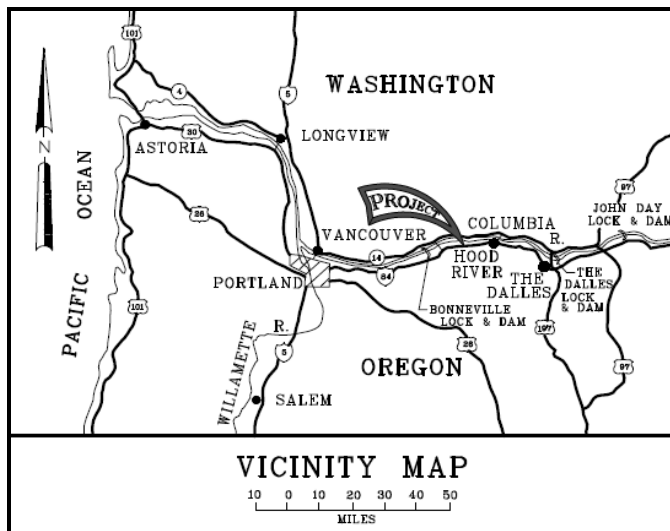 101
WASHINGTON
4
5
N
30
LONGVIEW
ASTORIA
PACIFIC OCEAN
PROJECT
97
JOHN DAY
LOCK & DAM
26
COLUMBIA R.
VANCOUVER
14
HOOD
RIVER
84
PORTLAND
THE
DALLES
THE
DALLES
LOCK
& DAM
BONNEVILLE
LOCK & DAM
101
WILLAMETTE R.
5
26
197
OREGON
97
SALEM
VICINITY MAP
10 0 10 20 30 40 50
MILES